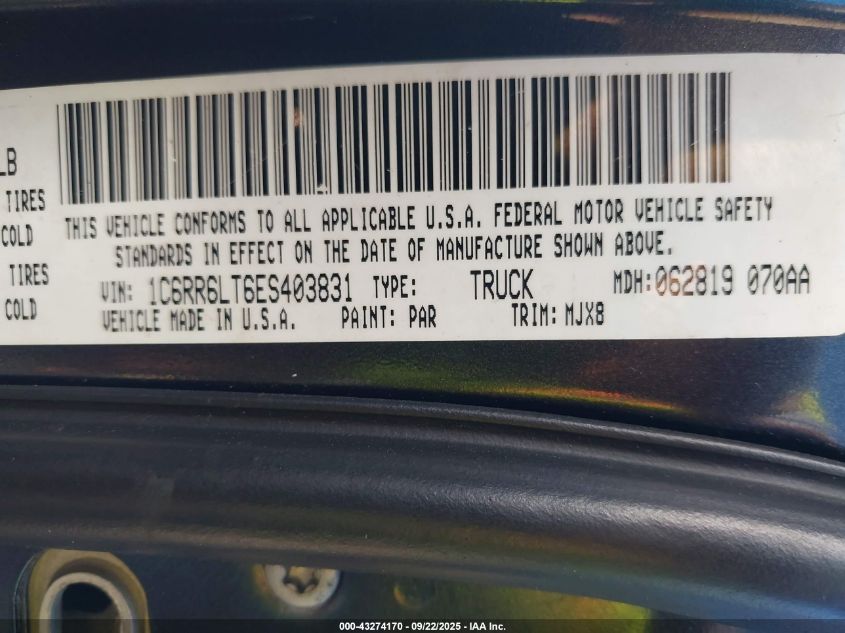 LB
TIRES
COLD
TIRES
COLD
THIS VEHICLE CONFORMS TO ALL APPLICABLE U.S.A. FEDERAL MOTOR VEHICLE SAFETY
STANDARDS IN EFFECT ON THE DATE OF MANUFACTURE SHOWN ABOVE.
VIN: 1C6RR6LT6ES403831 TYPE: TRUCK MDH:062819 070AA
VEHICLE MADE IN U.S.A. PAINT: PAR TRIM: MJX8
000-43274170 - 09/22/2025 - IAA Inc.